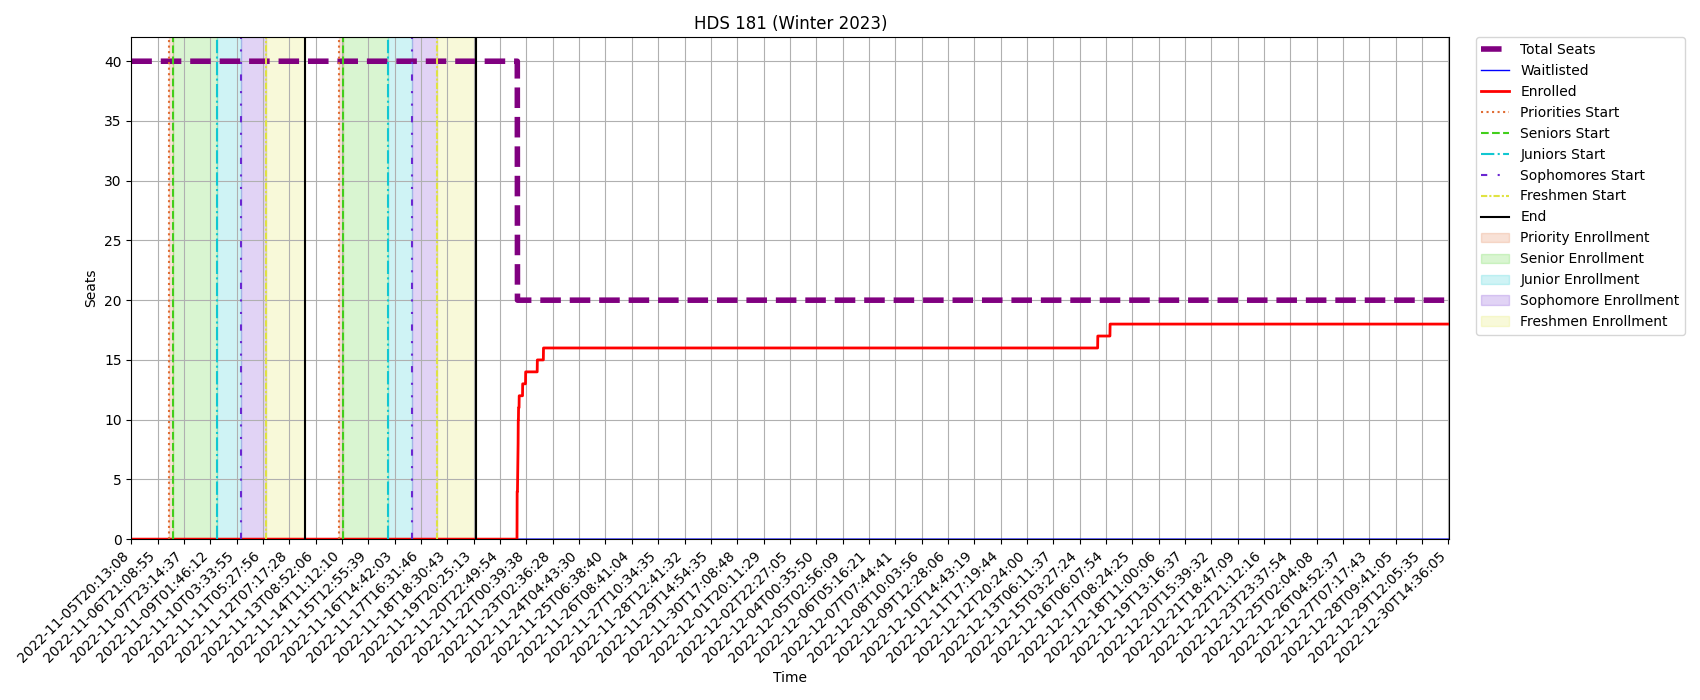 HDS 181 (Winter 2023)
Seats
40
35
30
25
20
15
10
5
0
2022-11-05T20:13:08
2022-11-06T21:08:55
2022-11-07T23:14:37
2022-11-09T01:46:12
2022-11-10T03:33:55
2022-11-11T05:27:56
2022-11-12T07:17:28
2022-11-13T08:52:06
2022-11-14T11:12:10
2022-11-15T12:55:39
2022-11-16T14:42:03
2022-11-17T16:31:46
2022-11-18T18:30:43
2022-11-19T20:25:13
2022-11-20T22:49:54
2022-11-22T00:39:38
2022-11-23T02:36:28
2022-11-24T04:43:30
2022-11-25T06:38:40
2022-11-26T08:41:04
2022-11-27T10:34:35
2022-11-28T12:41:32
2022-11-29T14:54:35
2022-11-30T17:08:48
2022-12-01T20:11:29
2022-12-02T22:27:05
2022-12-04T00:35:50
2022-12-05T02:56:09
2022-12-06T05:16:21
2022-12-07T07:44:41
2022-12-08T10:03:56
2022-12-09T12:28:06
2022-12-10T14:43:19
2022-12-11T17:19:44
2022-12-12T20:24:00
2022-12-13T06:11:37
2022-12-15T03:27:24
2022-12-16T06:07:54
2022-12-17T08:24:25
2022-12-18T11:00:06
2022-12-19T13:16:37
2022-12-20T15:39:32
2022-12-21T18:47:09
2022-12-22T21:12:16
2022-12-23T23:37:54
2022-12-25T02:04:08
2022-12-26T04:52:37
2022-12-27T07:17:43
2022-12-28T09:41:05
2022-12-29T12:05:35
2022-12-30T14:36:05
Time
Total Seats
Waitlisted
Enrolled
Priorities Start
Seniors Start
Juniors Start
Sophomores Start
Freshmen Start
End
Priority Enrollment
Senior Enrollment
Junior Enrollment
Sophomore Enrollment
Freshmen Enrollment